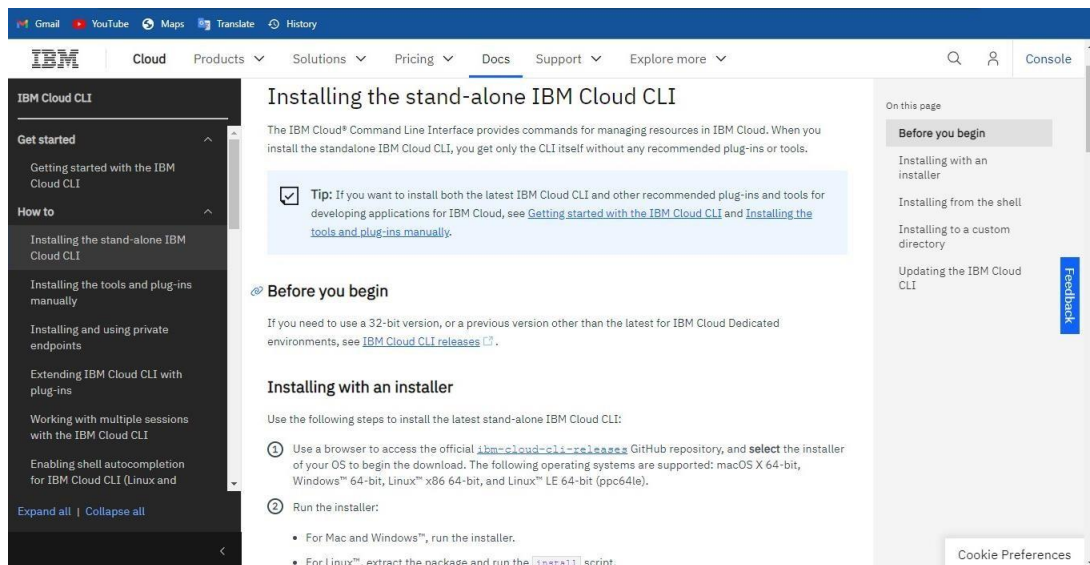 Gmail YouTube Maps Translate History
IBM Cloud Products Solutions Pricing Docs Support Explore more Console
IBM Cloud CLI
Get started
Getting started with the IBM
Cloud CLI
How to
Installing the stand-alone IBM
Cloud CLI
Installing the tools and plug-ins
manually
Installing and using private
endpoints
Extending IBM Cloud CLI with
plug-ins
Working with multiple sessions
with the IBM Cloud CLI
Enabling shell autocompletion
for IBM Cloud CLI (Linux and
Expand all | Collapse all
Installing the stand-alone IBM Cloud CLI
The IBM Cloud® Command Line Interface provides commands for managing resources in IBM Cloud. When you
install the standalone IBM Cloud CLI, you get only the CLI itself without any recommended plug-ins or tools.
Tip: If you want to install both the latest IBM Cloud CLI and other recommended plug-ins and tools for
developing applications for IBM Cloud, see Getting started with the IBM Cloud CLI and Installing the
tools and plug-ins manually.
Before you begin
If you need to use a 32-bit version, or a previous version other than the latest for IBM Cloud Dedicated
environments, see IBM Cloud CLI releases.
Installing with an installer
Use the following steps to install the latest stand-alone IBM Cloud CLI:
1 Use a browser to access the official ibm-cloud-cli-releases GitHub repository, and select the installer
of your OS to begin the download. The following operating systems are supported: macOS X 64-bit,
Windows™ 64-bit, Linux™ x86 64-bit, and Linux™ LE 64-bit (ppc64le).
2 Run the installer:
• For Mac and Windows™, run the installer.
• For Linux™, extract the package and run the install script.
On this page
Before you begin
Installing with an
installer
Installing from the shell
Installing to a custom
directory
Updating the IBM Cloud
CLI
Feedback
Cookie Preferences